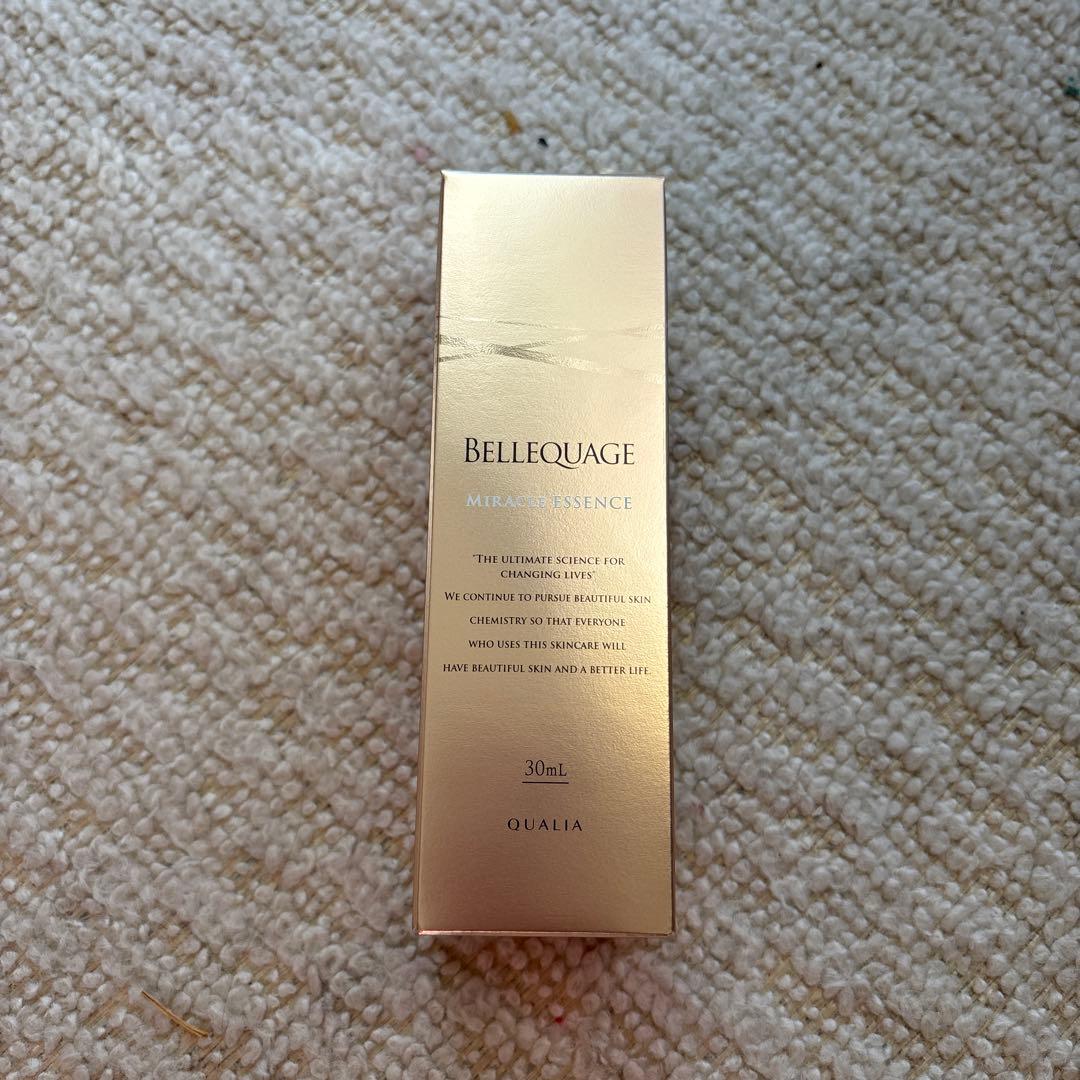 BELLEQUAGE
MIRACLE ESSENCE
"THE ULTIMATE SCIENCE FOR
CHANGING LIVES"
WE CONTINUE TO PURSUE BEAUTIFUL SKIN
CHEMISTRY SO THAT EVERYONE
WHO USES THIS SKINCARE WILL
HAVE BEAUTIFUL SKIN AND A BETTER LIFE.
30mL
QUALIA